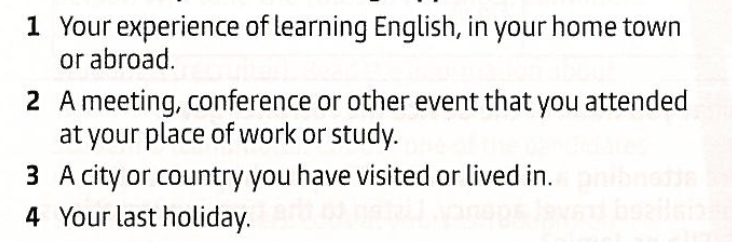 1 Your experience of learning English, in your home town
or abroad.
2 A meeting, conference or other event that you attended
at your place of work or study.
3 A city or country you have visited or lived in.
4 Your last holiday.